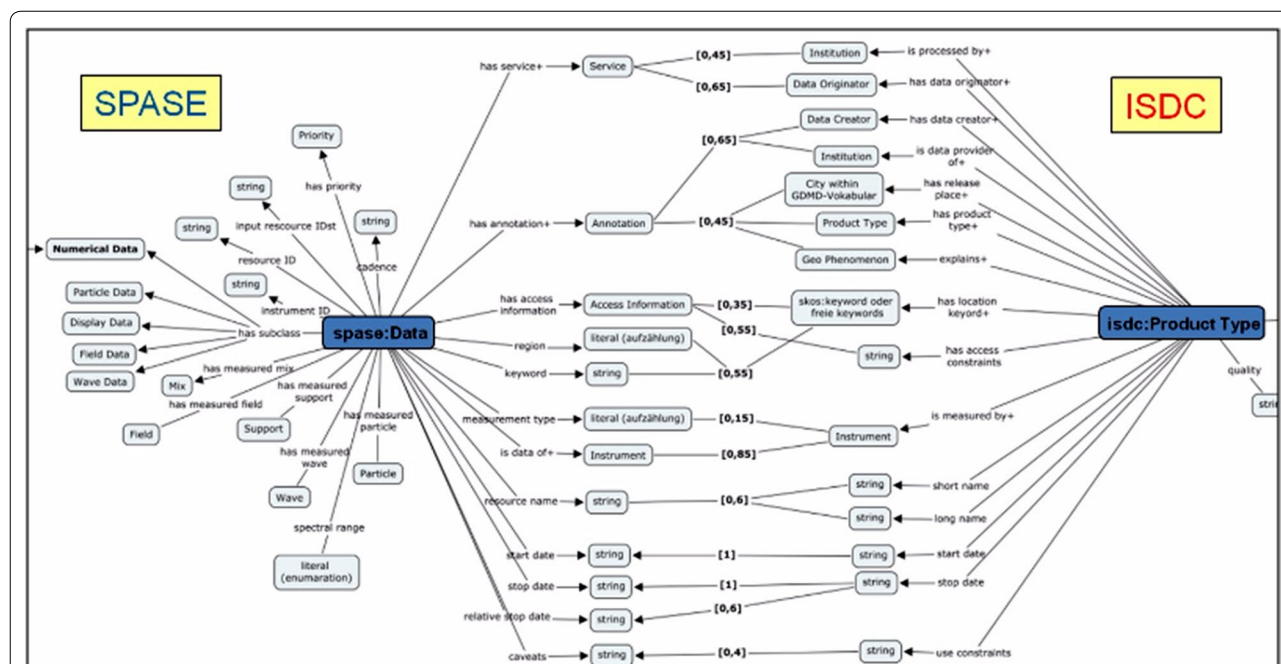 SPASE
ISDC
has service+
Service
[0,45]
Institution
is processed by+
[0,65]
Data Originator
has data originator+
Priority
has priority
string
input rescource IDst
string
resource ID
string
instrument ID
string
cadence
Numerical Data
Particle Data
Display Data
Field Data
Wave Data
has subclass
spase:Data
has measured mix
Mix
has measured field
Field
has measured
support
Support
has measured
wave
Wave
has measured
particle
Particle
spectral range
literal
(enumaration)
has annotation+
Annotation
[0,65]
Data Creator
has data creator+
Institution
is data provider
of+
[0,45]
City within
GDMD-Vokabular
has release
place+
Product Type
has product
type+
Geo Phenomenon
explains+
has access
information
Access Information
[0,35]
skos:keyword oder
freie keywords
has location
keyord+
[0,55]
string
has access
constraints
region
literal (aufzählung)
keyword
string
[0,55]
isdc:Product Type
quality
measurement type
literal (aufzählung)
[0,15]
Instrument
is measured by+
is data of+
Instrument
[0,85]
resource name
string
[0,6]
string
short name
string
long name
start date
string
[1]
string
start date
stop date
string
[1]
string
stop date
relative stop date
string
[0,6]
caveats
string
[0,4]
string
use constraints